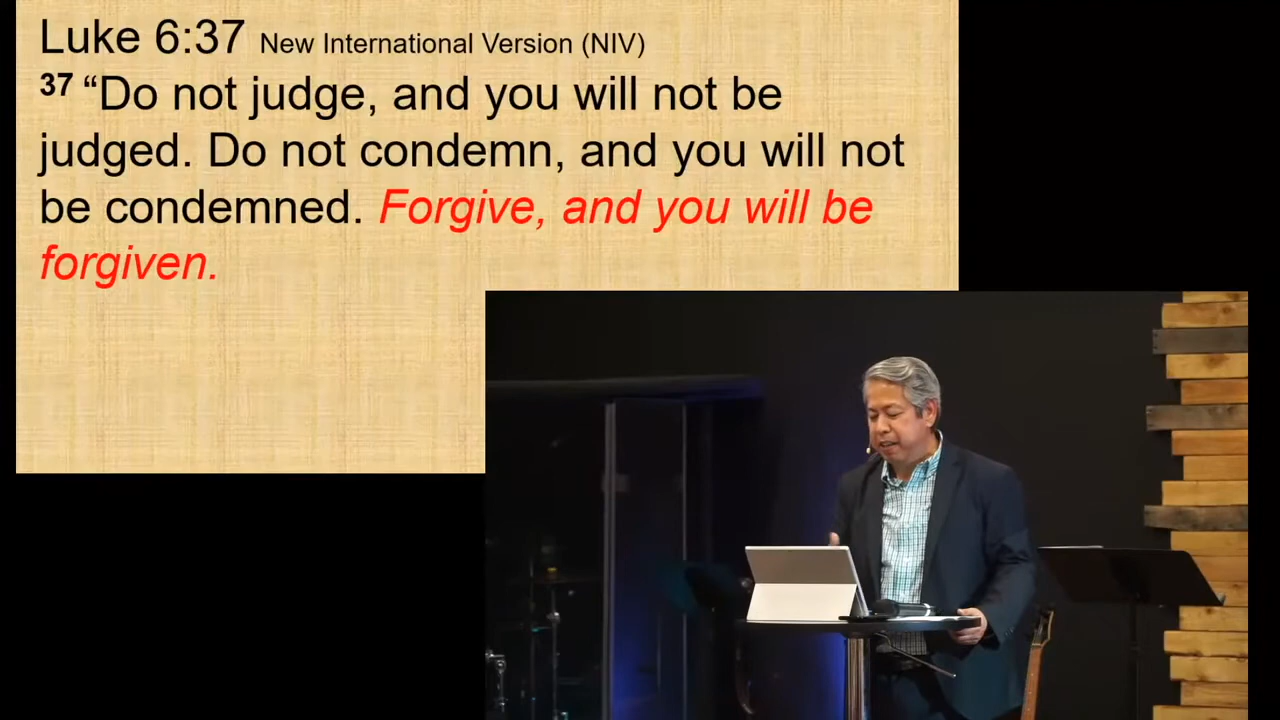 Luke 6:37 New International Version (NIV)
37 “Do not judge, and you will not be
judged. Do not condemn, and you will not
be condemned. Forgive, and you will be
forgiven.